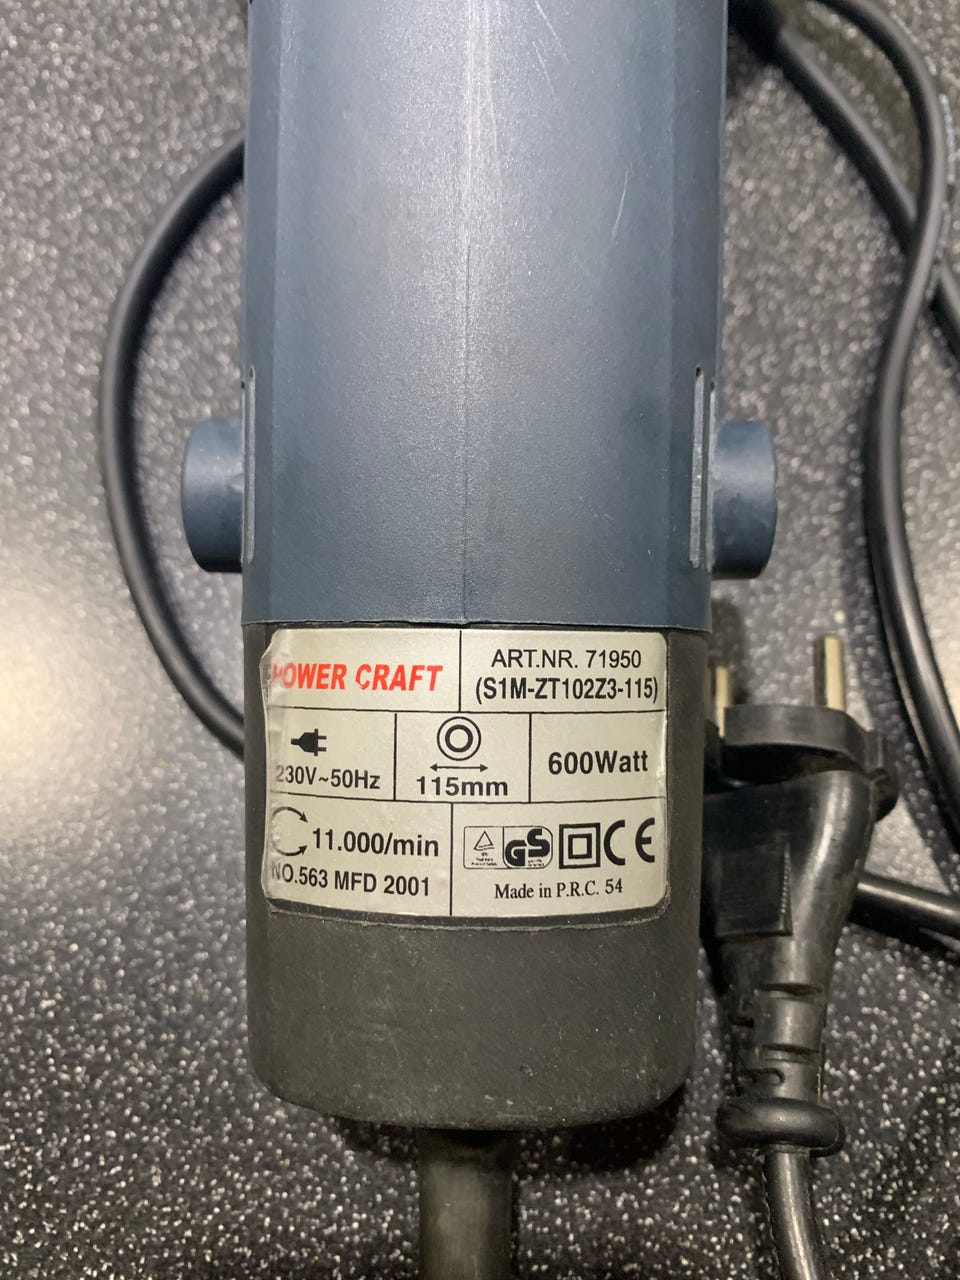 POWER CRAFT
ART.NR. 71950
(S1M-ZT102Z3-115)
230V~50Hz
115mm
600Watt
11.000/min
NO.563 MFD 2001
GS
CE
Made in P.R.C. 54